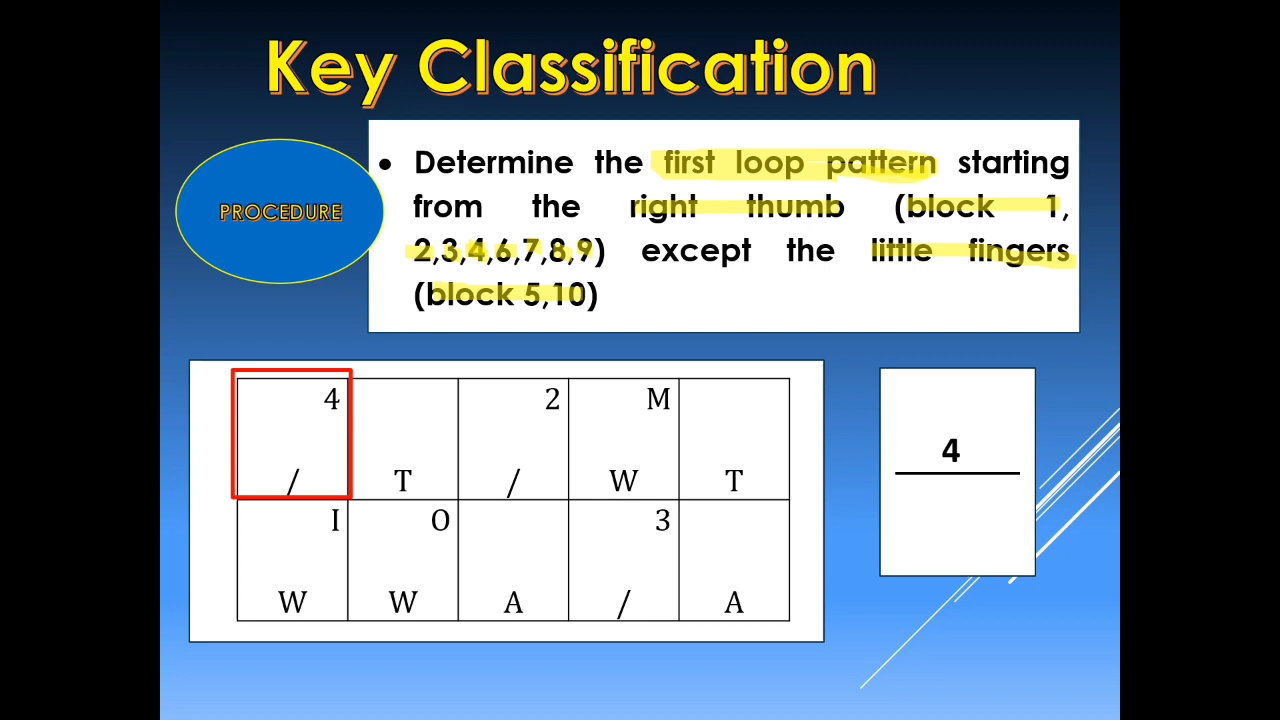 Key Classification
PROCEDURE
• Determine the first loop pattern starting
from the right thumb (block 1,
2,3,4,6,7,8,9) except the little fingers
(block 5,10)
4 2 M
/ T / W T
I O 3
W W A / A
4